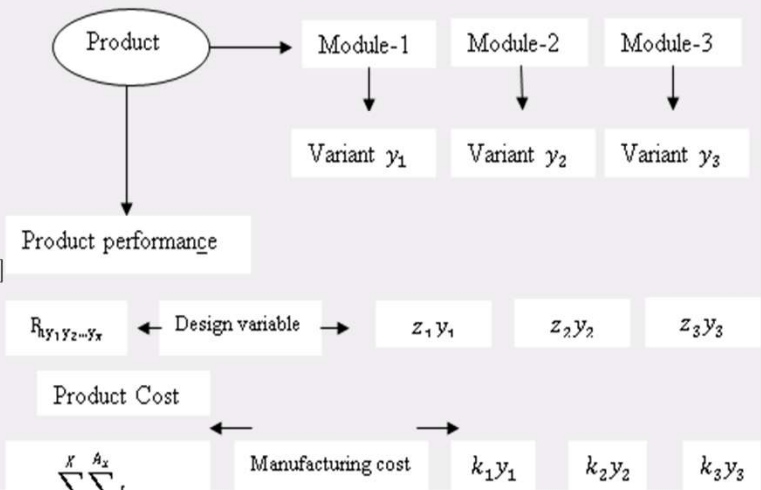 Product
Module-1
Module-2
Module-3
Variant y₁
Variant y₂
Variant y₃
Product performance
]
Design variable
z₁y₁
z₂y₂
z₃y₃
Product Cost
Manufacturing cost
k₁y₁
k₂y₂
k₃y₃